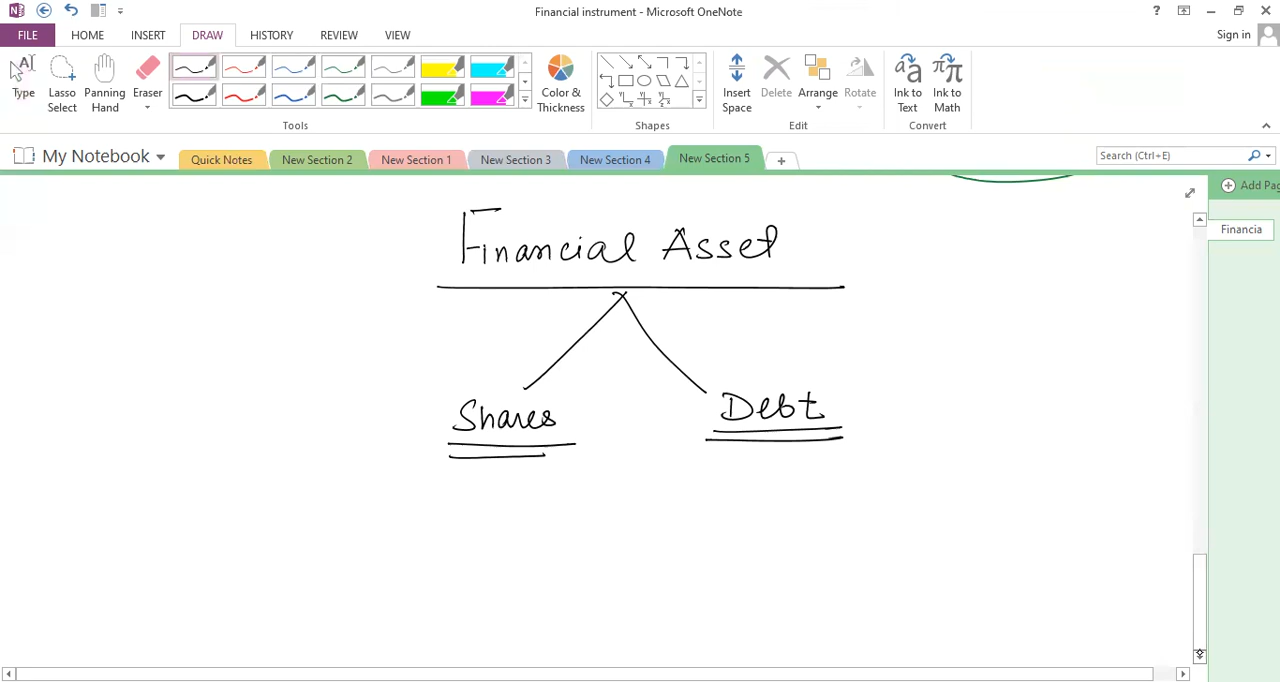 Financial instrument - Microsoft OneNote
?
FILE HOME INSERT DRAW HISTORY REVIEW VIEW
Sign in
Type Lasso Select Panning Hand Eraser
Color & Thickness
Insert Space Delete Arrange Rotate
Ink to Text Ink to Math
Tools Shapes Edit Convert
My Notebook Quick Notes New Section 2 New Section 1 New Section 3 New Section 4 New Section 5
Search (Ctrl+E)
Add Pag
Financia
Financial Asset
Shares Debt